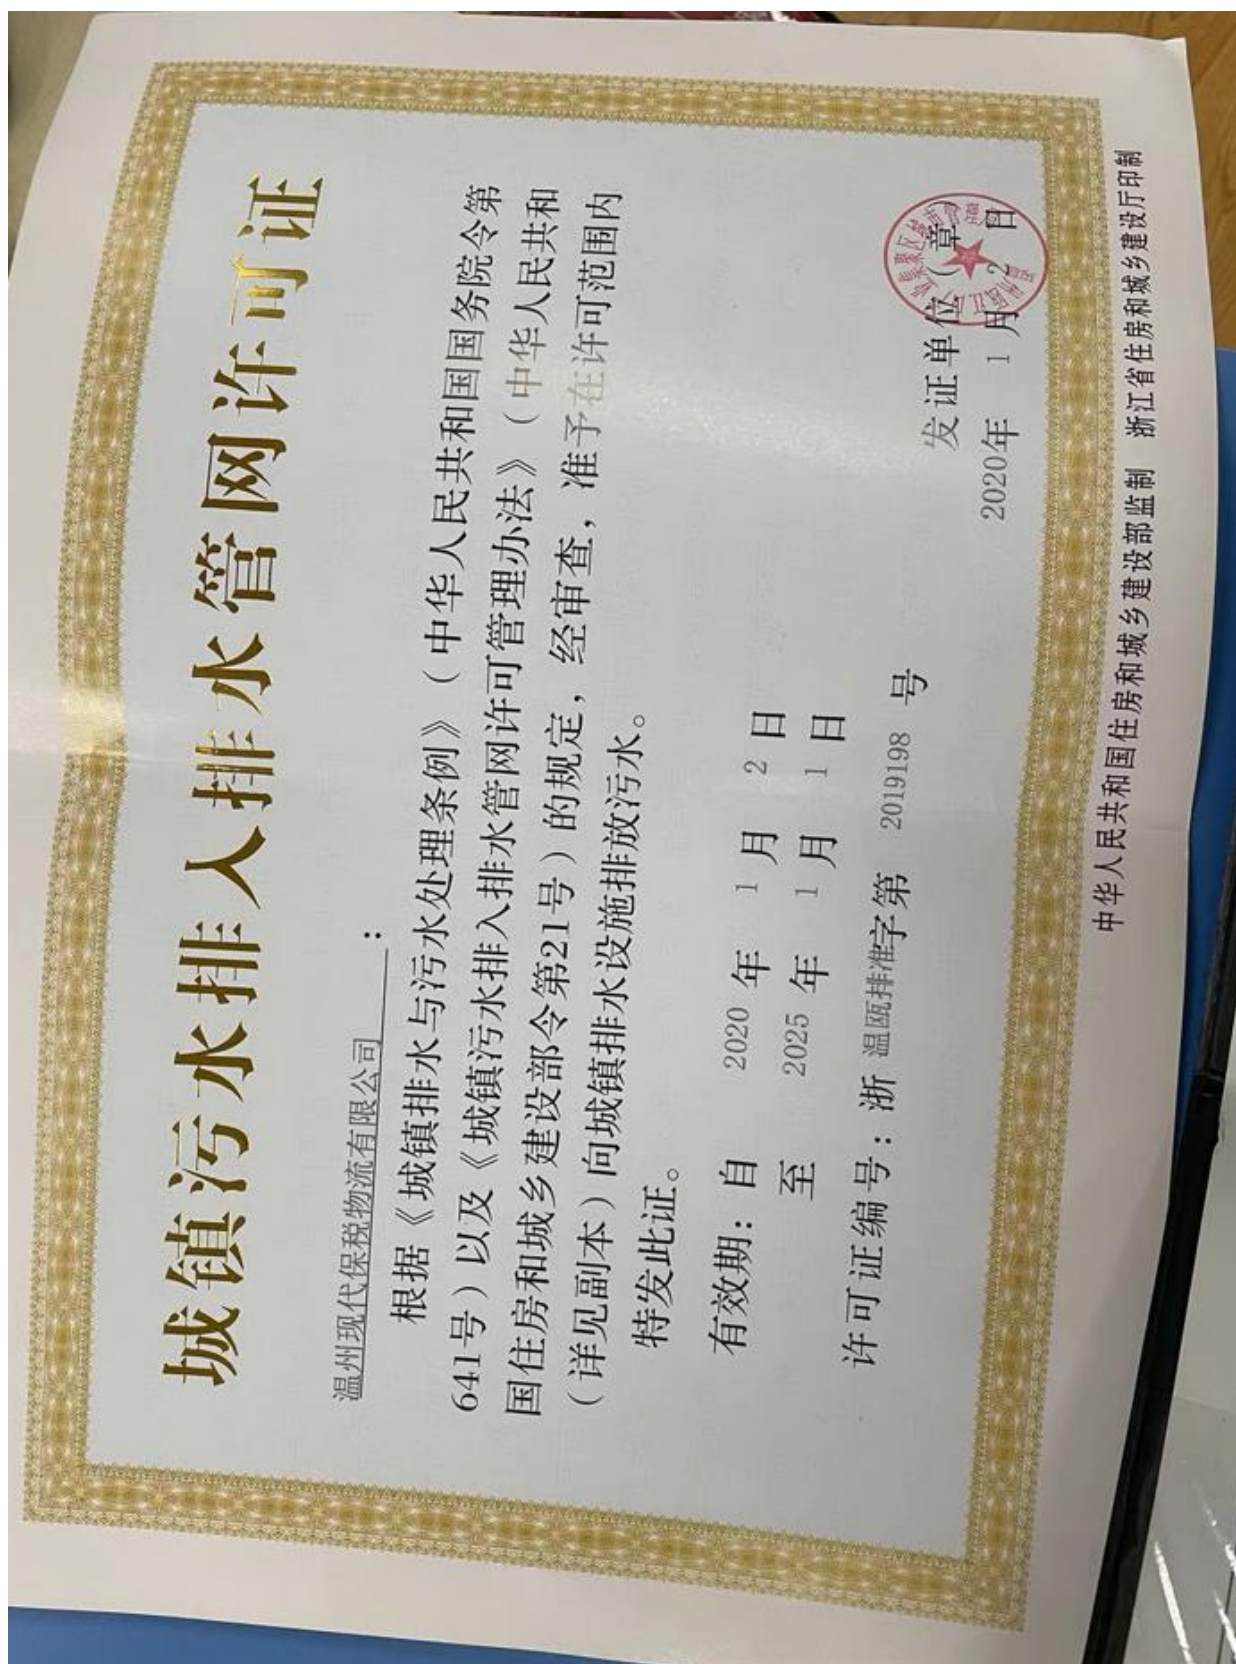 城镇污水排入排水管网许可证
温州现代保税物流有限公司：
根据《城镇排水与污水处理条例》（中华人民共和国国务院令第
641号）以及《城镇污水排入排水管网许可管理办法》（中华人民共和
国住房和城乡建设部令第21号）的规定，经审查，准予在许可范围内
（详见副本）向城镇排水设施排放污水。
特发此证。
有效期：自 2020 年 1 月 2 日
至 2025 年 1 月 1 日
许可证编号：浙 温瓯排准字第 2019198 号
发证单位（章）
2020年 1 月 2 日
中华人民共和国住房和城乡建设部监制 浙江省住房和城乡建设厅印制